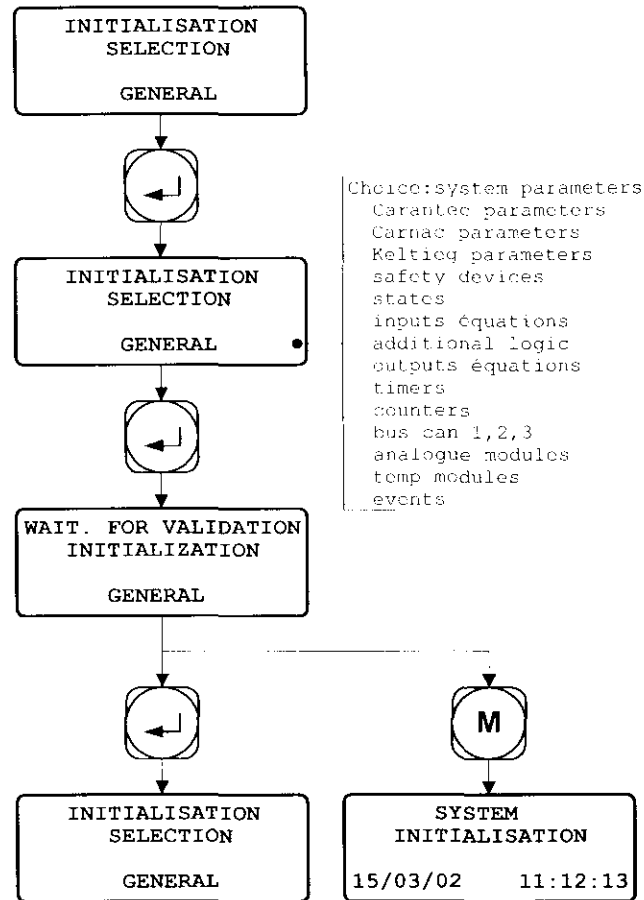 INITIALISATION
SELECTION
GENERAL
INITIALISATION
SELECTION
GENERAL
Choice:system parameters
Carantec parameters
Carnac parameters
Keltieg parameters
safety devices
states
inputs équations
additional logic
outputs équations
timers
counters
bus can 1,2,3
analogue modules
temp modules
events
WAIT. FOR VALIDATION
INITIALIZATION
GENERAL
M
INITIALISATION
SELECTION
GENERAL
SYSTEM
INITIALISATION
15/03/02 11:12:13